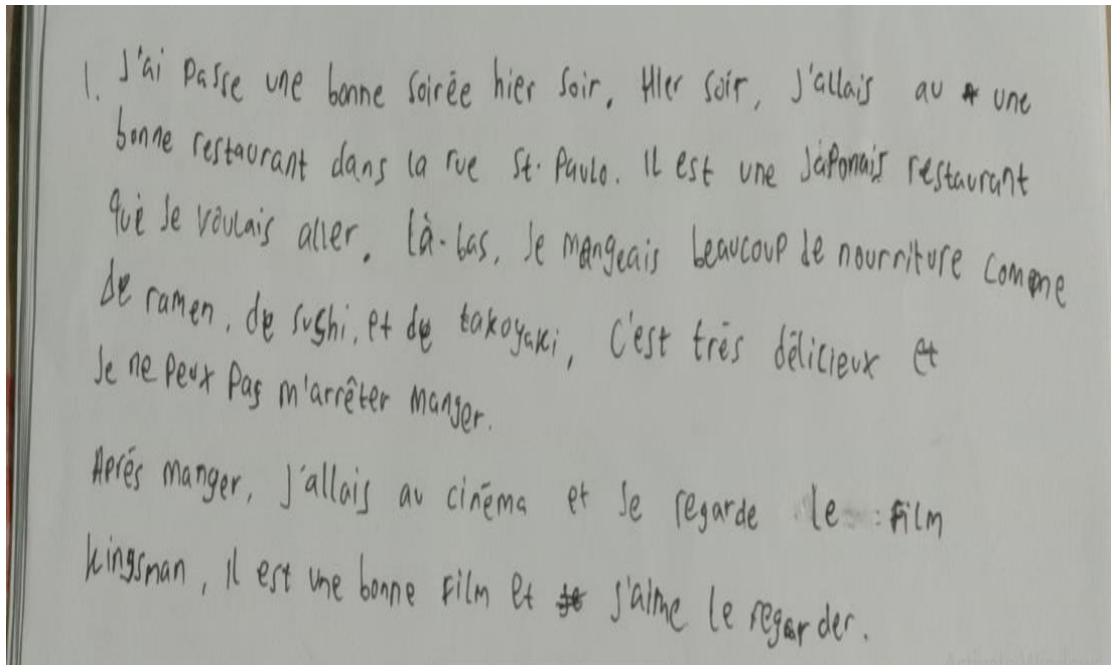 1. J'ai passe une bonne soirée hier soir. Hier soir, J'allais au une
bonne restaurant dans la rue St. Paulo. Il est une Japonais restaurant
que Je voulais aller. Là-bas, Je mangeais beaucoup de nourriture comme
de ramen, de sushi, et de takoyaki, C'est très délicieux et
Je ne peux pas m'arrêter manger.
Aprés manger, J'allais au cinéma et Je regarde le film
kingsman, il est une bonne film et J'aime le regarder.